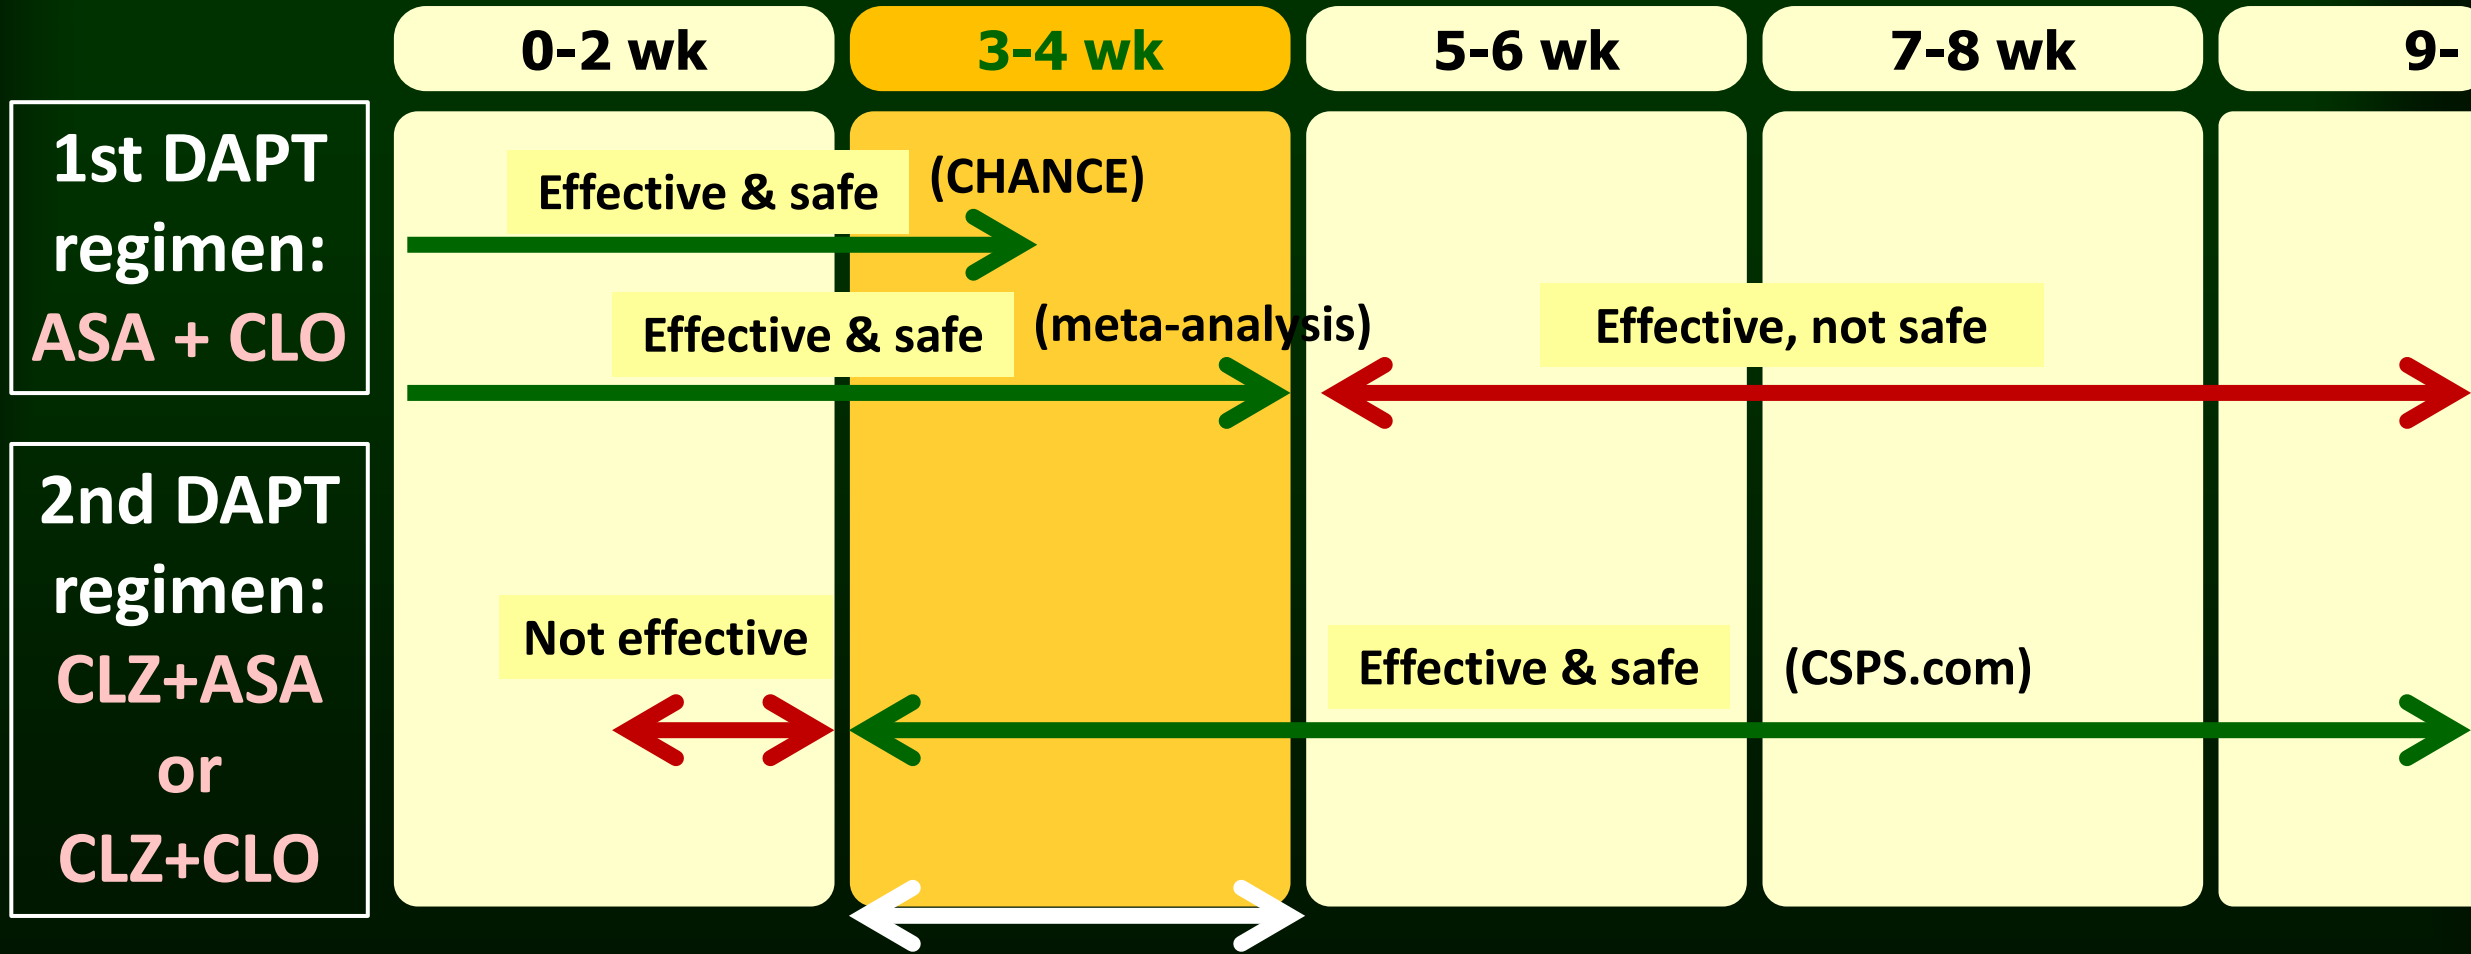 0-2 wk
3-4 wk
5-6 wk
7-8 wk
9-
1st DAPT
regimen:
ASA + CLO
Effective & safe
(CHANCE)
Effective & safe
(meta-analysis)
Effective, not safe
2nd DAPT
regimen:
CLZ+ASA
or
CLZ+CLO
Not effective
Effective & safe
(CSPS.com)